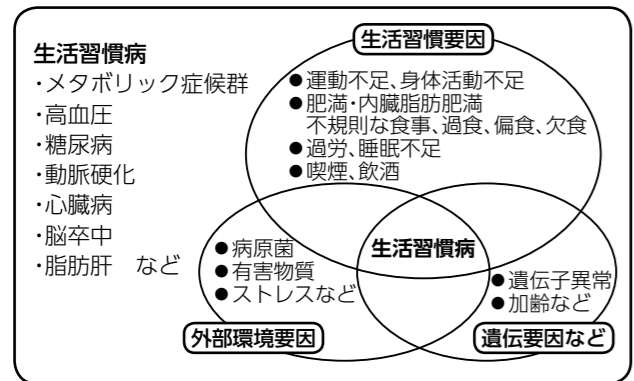 生活習慣病
・メタボリック症候群
・高血圧
・糖尿病
・動脈硬化
・心臓病
・脳卒中
・脂肪肝　など
生活習慣要因
●運動不足、身体活動不足
●肥満・内臓脂肪肥満
不規則な食事、過食、偏食、欠食
●過労、睡眠不足
●喫煙、飲酒
●病原菌
●有害物質
●ストレスなど
外部環境要因
生活習慣病
●遺伝子異常
●加齢など
遺伝要因など